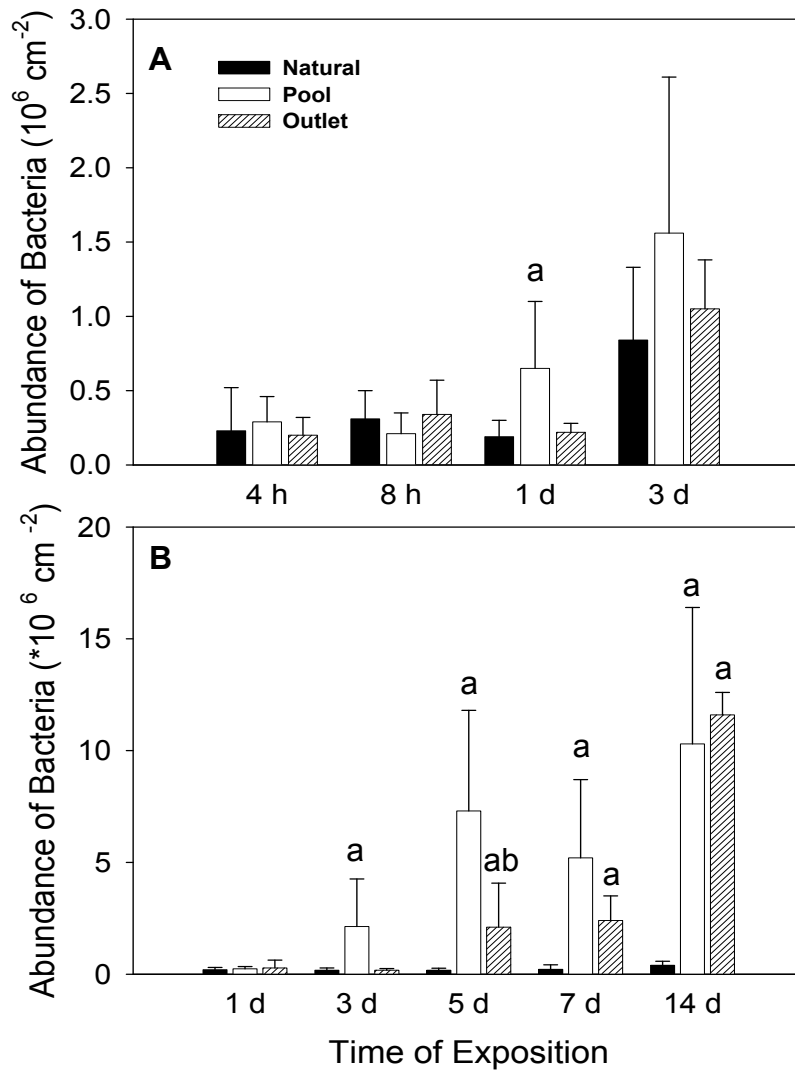 Abundance of Bacteria (10⁶ cm⁻²)
3.0
2.5
2.0
1.5
1.0
0.5
0.0
A
Natural
Pool
Outlet
a
4 h 8 h 1 d 3 d
Abundance of Bacteria (*10 ⁶ cm ⁻²)
20
15
10
5
0
B
a
a
ab
a
a
a
a
1 d 3 d 5 d 7 d 14 d
Time of Exposition